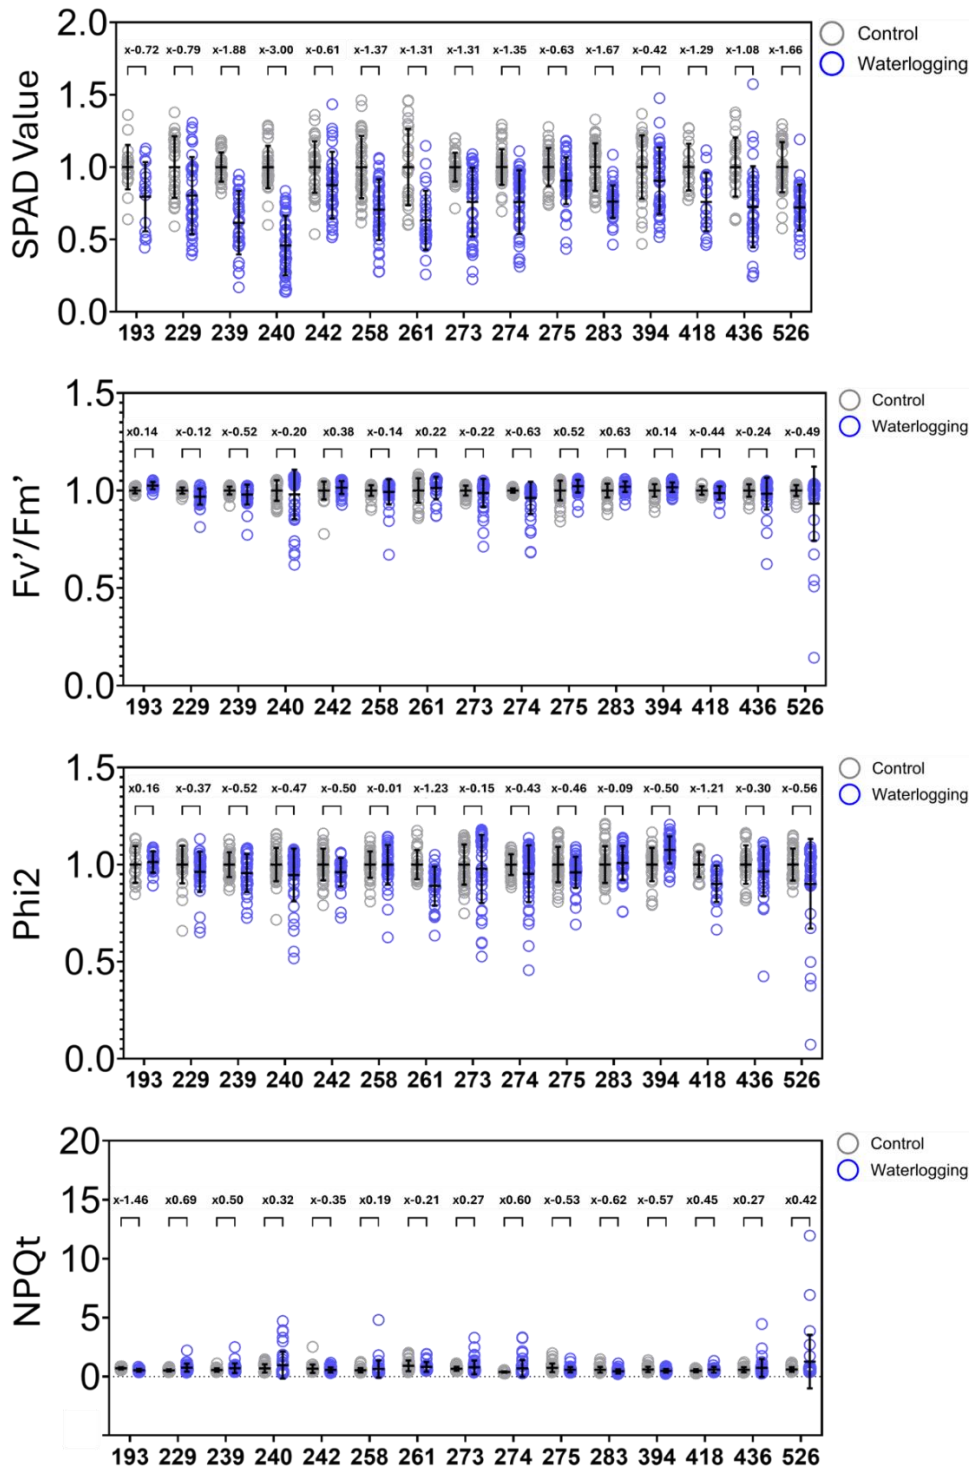 2.0
Control
x-0.72 x-0.79 x-1.88 x-3.00 x-0.61 x-1.37 x-1.31 x-1.31 x-1.35 x-0.63 x-1.67 x-0.42 x-1.29 x-1.08 x-1.66
Waterlogging
1.5
SPAD Value
1.0
0.5
0.0
193 229 239 240 242 258 261 273 274 275 283 394 418 436 526
1.5
Control
Waterlogging
x0.14 x-0.12 x-0.52 x-0.20 x0.38 x-0.14 x0.22 x-0.22 x-0.63 x0.52 x0.63 x0.14 x-0.44 x-0.24 x-0.49
Fv’/Fm’
1.0
0.5
0.0
193 229 239 240 242 258 261 273 274 275 283 394 418 436 526
1.5
Control
x0.16 x-0.37 x-0.52 x-0.47 x-0.50 x-0.01 x-1.23 x-0.15 x-0.43 x-0.46 x-0.09 x-0.50 x-1.21 x-0.30 x-0.56
Waterlogging
Phi2
1.0
0.5
0.0
193 229 239 240 242 258 261 273 274 275 283 394 418 436 526
20
Control
Waterlogging
15
x-1.46 x0.69 x0.50 x0.32 x-0.35 x0.19 x-0.21 x0.27 x0.60 x-0.53 x-0.62 x-0.57 x0.45 x0.27 x0.42
NPQt
10
5
0
193 229 239 240 242 258 261 273 274 275 283 394 418 436 526